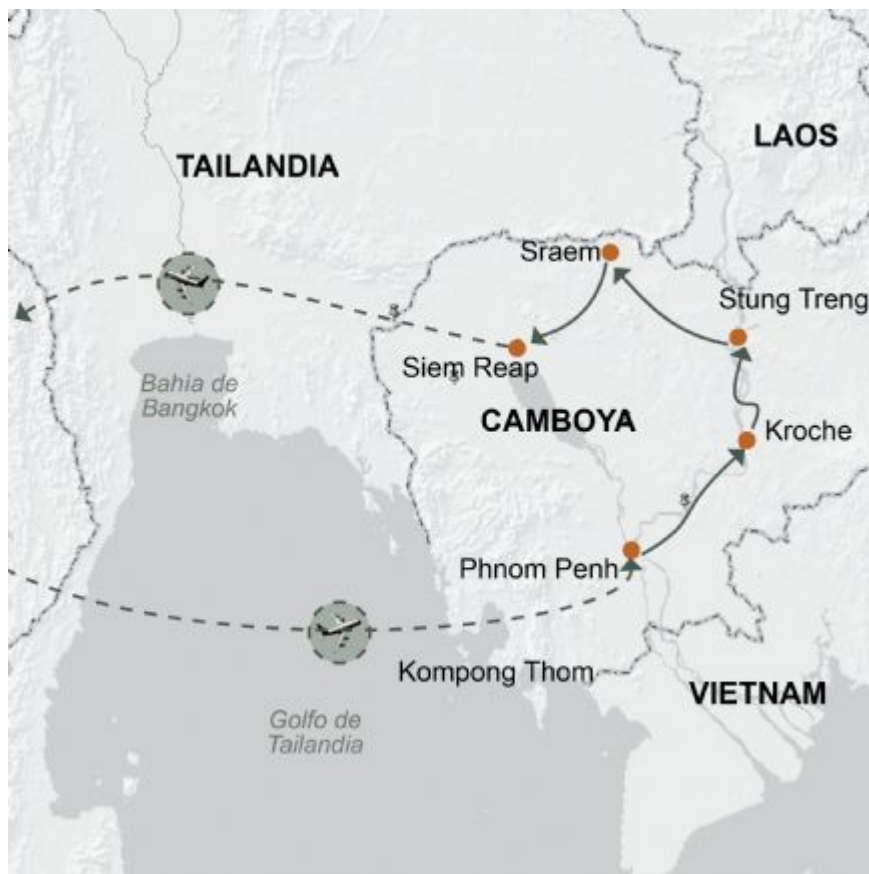 LAOS
TAILANDIA
Sraem
Stung Treng
Siem Reap
Bahia de
Bangkok
CAMBOYA
Kroche
Phnom Penh
Kompong Thom
VIETNAM
Golfo de
Tailandia